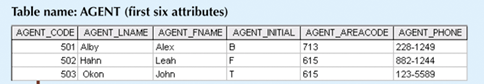 Table name: AGENT (first six attributes)
AGENT_CODE AGENT_LNAME AGENT_FNAME AGENT_INITIAL AGENT_AREACODE AGENT_PHONE
501 Alby Alex B 713 228-1249
502 Hahn Leah F 615 882-1244
503 Okon John T 615 123-5589